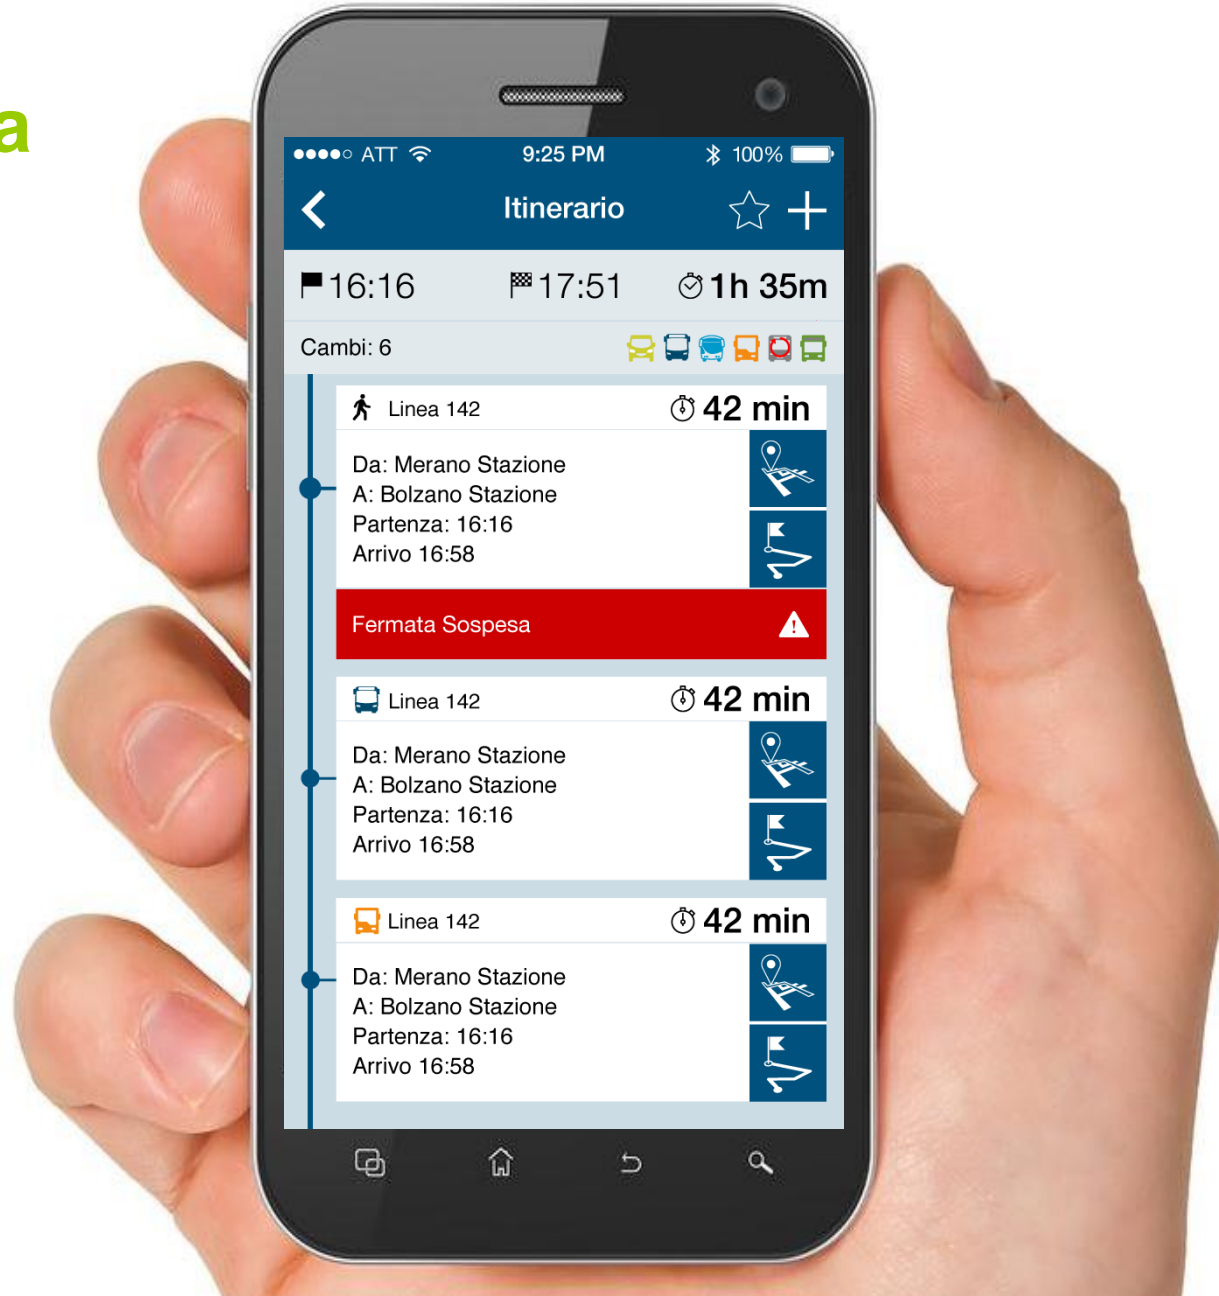 a
ATT 9:25 PM 100%
Itinerario
16:16 17:51 1h 35m
Cambi: 6
Linea 142 42 min
Da: Merano Stazione
A: Bolzano Stazione
Partenza: 16:16
Arrivo 16:58
Fermata Sospesa
Linea 142 42 min
Da: Merano Stazione
A: Bolzano Stazione
Partenza: 16:16
Arrivo 16:58
Linea 142 42 min
Da: Merano Stazione
A: Bolzano Stazione
Partenza: 16:16
Arrivo 16:58